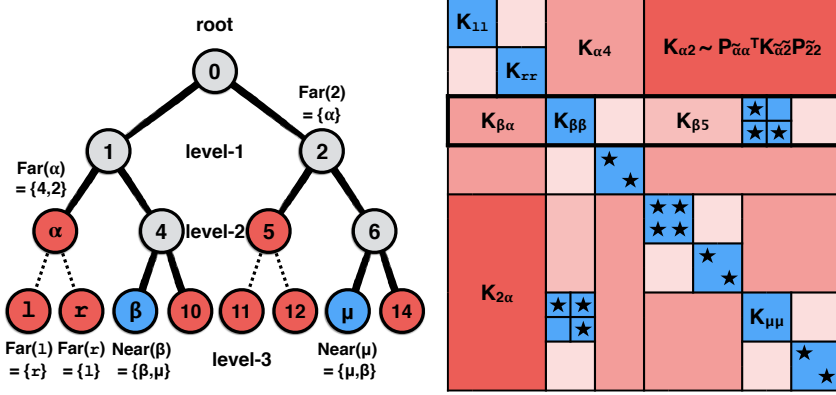 root
0
Far(2)
= {α}
1
level-1
2
Far(α)
= {4,2}
α
4
level-2
5
6
l
r
β
10
11
12
μ
14
Far(l)
= {r}
Far(r)
= {l}
Near(β)
= {β,μ}
level-3
Near(μ)
= {μ,β}
K11
Krr
Kα4
Kα2 ~ Pα̃αᵀKα̃2̃P2̃2
Kβα
Kββ
Kβ5
K2α
Kμμ